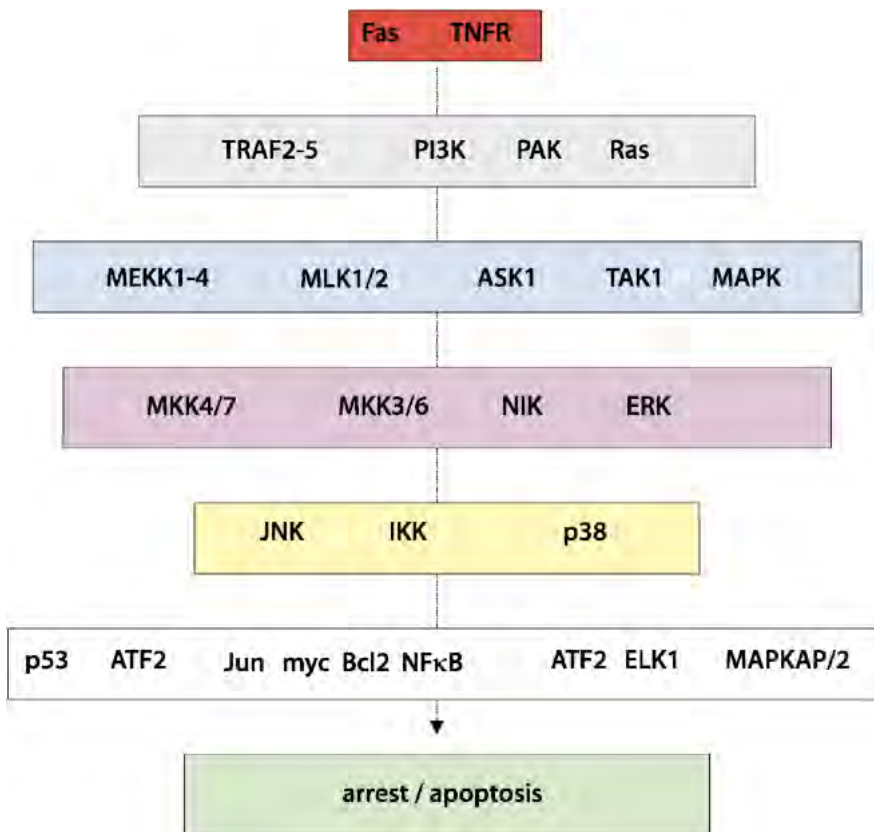 Fas TNFR
TRAF2-5 PI3K PAK Ras
MEKK1-4 MLK1/2 ASK1 TAK1 MAPK
MKK4/7 MKK3/6 NIK ERK
JNK IKK p38
p53 ATF2 Jun myc Bcl2 NFκB ATF2 ELK1 MAPKAP/2
arrest / apoptosis